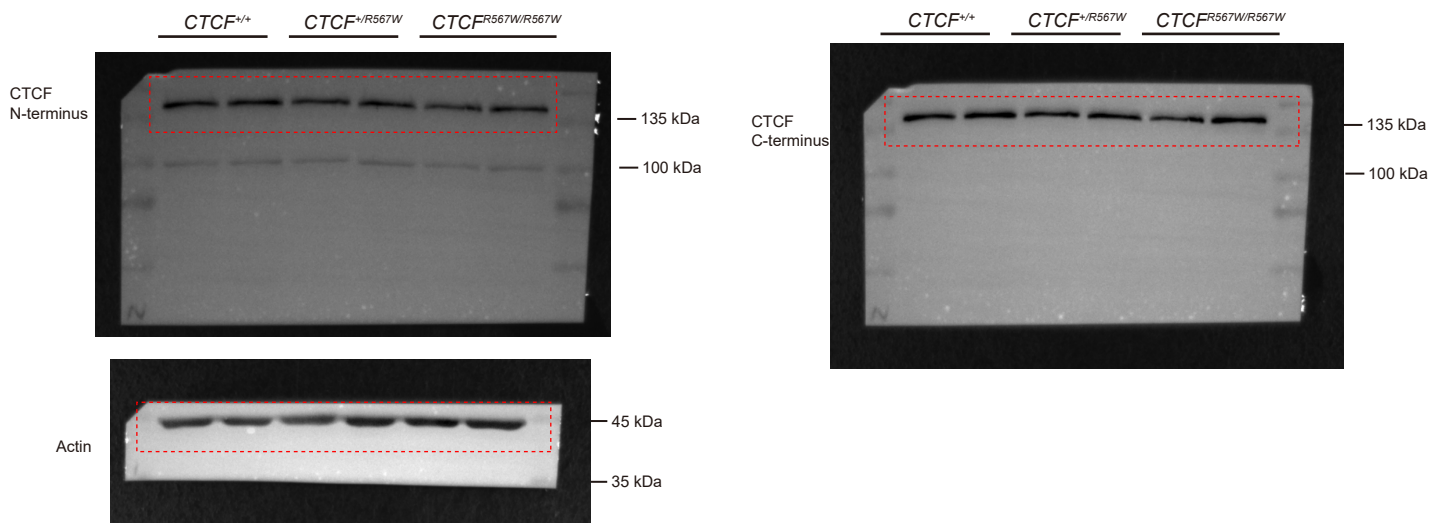 CTCF+/+ CTCF+/R567W CTCFR567W/R567W
CTCF
N-terminus
135 kDa
100 kDa
N
Actin
45 kDa
35 kDa
CTCF+/+ CTCF+/R567W CTCFR567W/R567W
CTCF
C-terminus
135 kDa
100 kDa
N